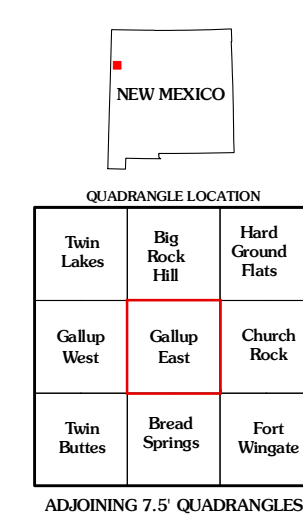 NEW MEXICO
QUADRANGLE LOCATION
Twin
Lakes
Big
Rock
Hill
Hard
Ground
Flats
Gallup
West
Gallup
East
Church
Rock
Twin
Buttes
Bread
Springs
Fort
Wingate
ADJOINING 7.5' QUADRANGLES